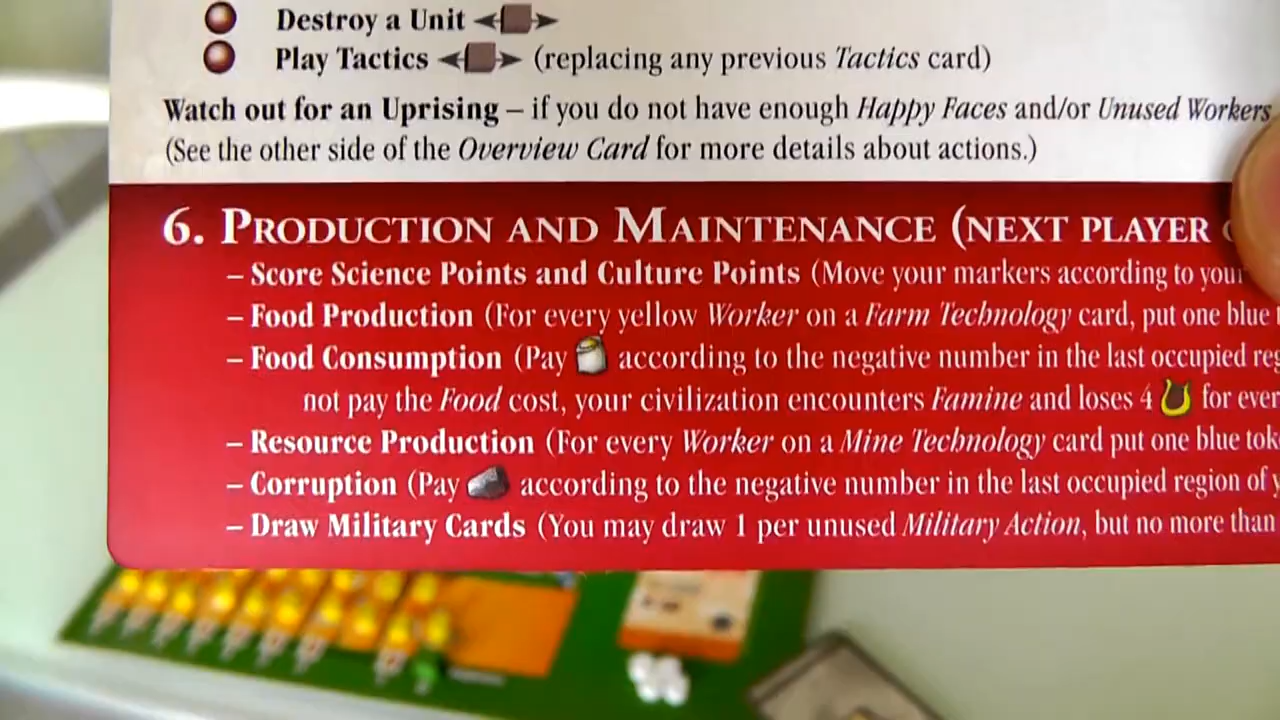 Destroy a Unit
Play Tactics (replacing any previous Tactics card)
Watch out for an Uprising – if you do not have enough Happy Faces and/or Unused Workers
(See the other side of the Overview Card for more details about actions.)
6. PRODUCTION AND MAINTENANCE (NEXT PLAYER
– Score Science Points and Culture Points (Move your markers according to your
– Food Production (For every yellow Worker on a Farm Technology card, put one blue
– Food Consumption (Pay according to the negative number in the last occupied reg
not pay the Food cost, your civilization encounters Famine and loses 4 for ever
– Resource Production (For every Worker on a Mine Technology card put one blue tok
– Corruption (Pay according to the negative number in the last occupied region of y
– Draw Military Cards (You may draw 1 per unused Military Action, but no more than